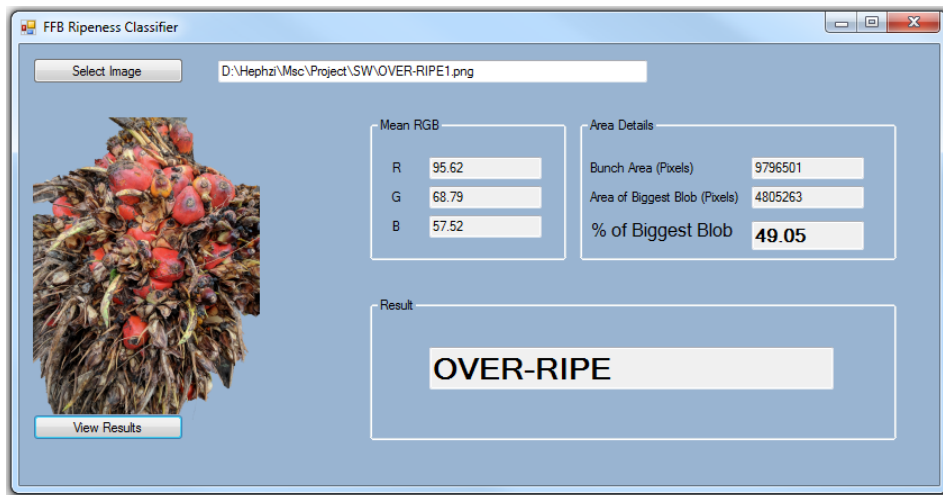 FFB Ripeness Classifier
Select Image
D:\Hephzi\Msc\Project\SW\OVER-RIPE1.png
Mean RGB
R 95.62
G 68.79
B 57.52
Area Details
Bunch Area (Pixels) 9796501
Area of Biggest Blob (Pixels) 4805263
% of Biggest Blob 49.05
Result
OVER-RIPE
View Results